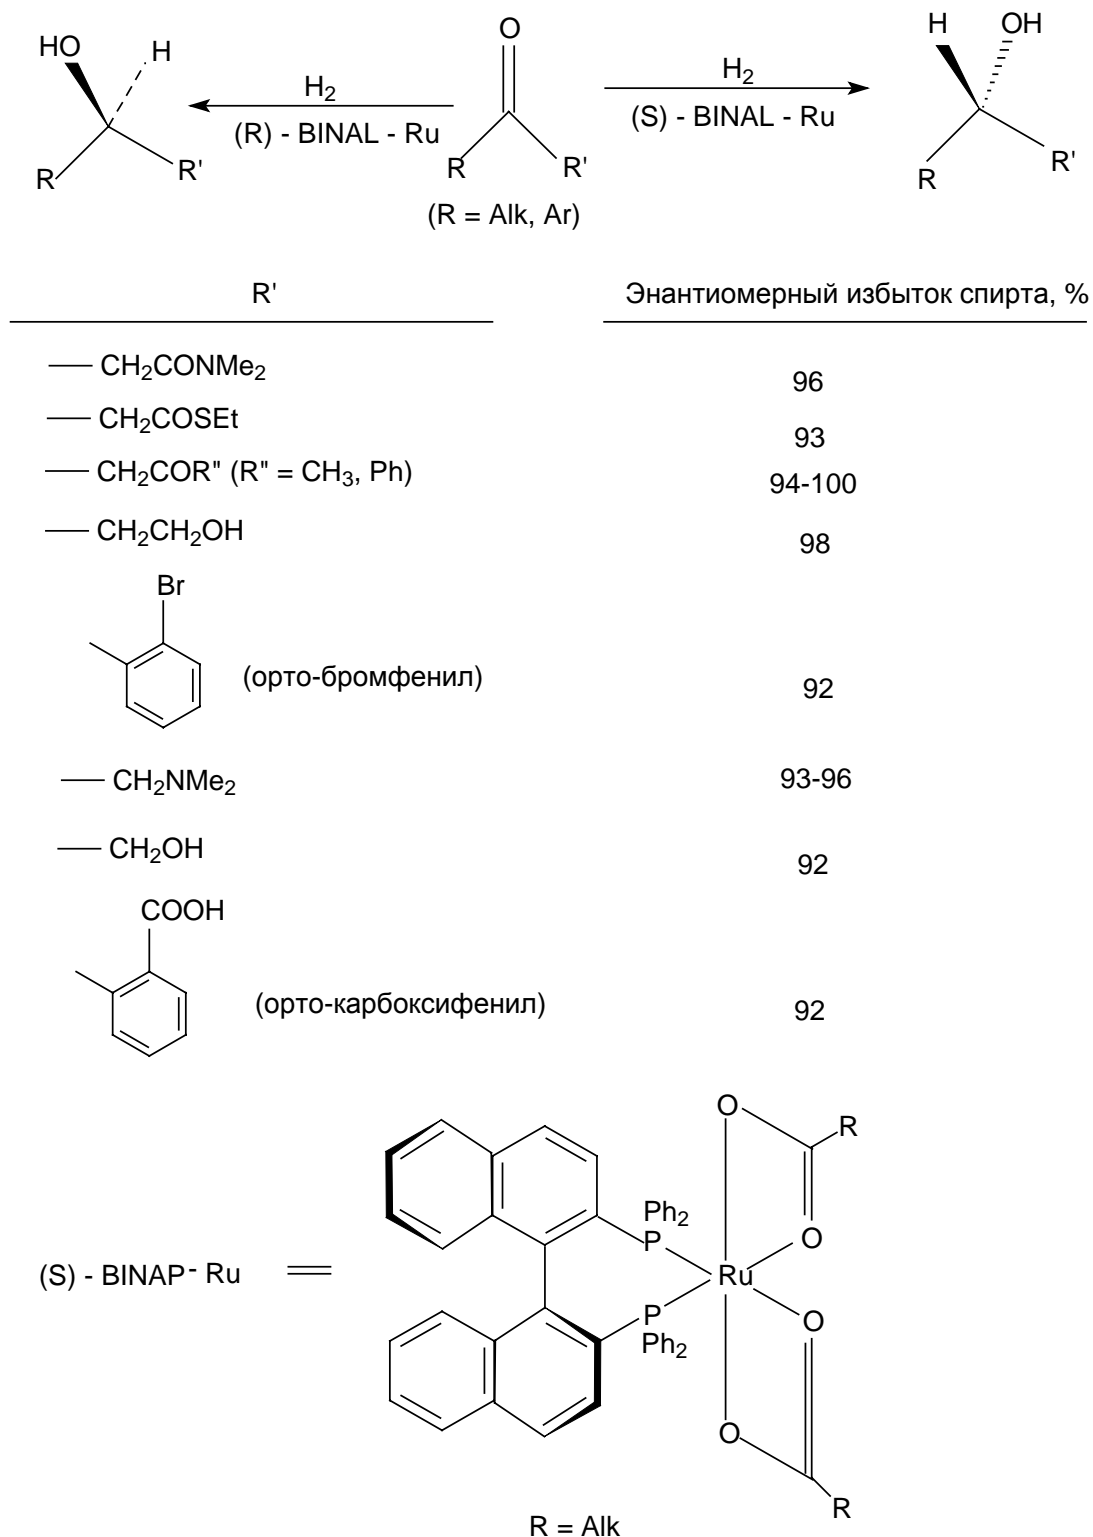 HO H
R R'
H₂
(R) - BINAL - Ru
O
R R'
(R = Alk, Ar)
H₂
(S) - BINAL - Ru
H OH
R R'
R' Энантиомерный избыток спирта, %
CH₂CONMe₂ 96
CH₂COSEt 93
CH₂COR" (R" = CH₃, Ph) 94-100
CH₂CH₂OH 98
Br
(орто-бромфенил) 92
CH₂NMe₂ 93-96
CH₂OH 92
COOH
(орто-карбоксифенил) 92
O
R
Ph₂
P O
(S) - BINAP - Ru Ru
P O
Ph₂
O
R
R = Alk